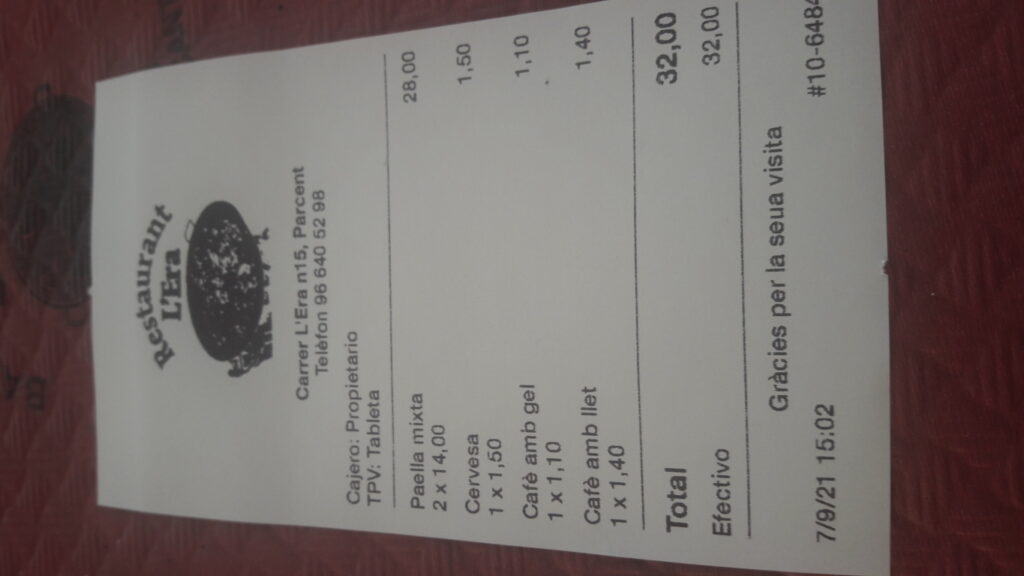 Restaurant
L'Era
Carrer L'Era n15, Parcent
Telèfon 96 640 52 98
Cajero: Propietario
TPV: Tableta
Paella mixta
2 x 14,00 28,00
Cervesa
1 x 1,50 1,50
Cafè amb gel
1 x 1,10 1,10
Cafè amb llet
1 x 1,40 1,40
Total 32,00
Efectivo 32,00
Gràcies per la seua visita
7/9/21 15:02 #10-6484